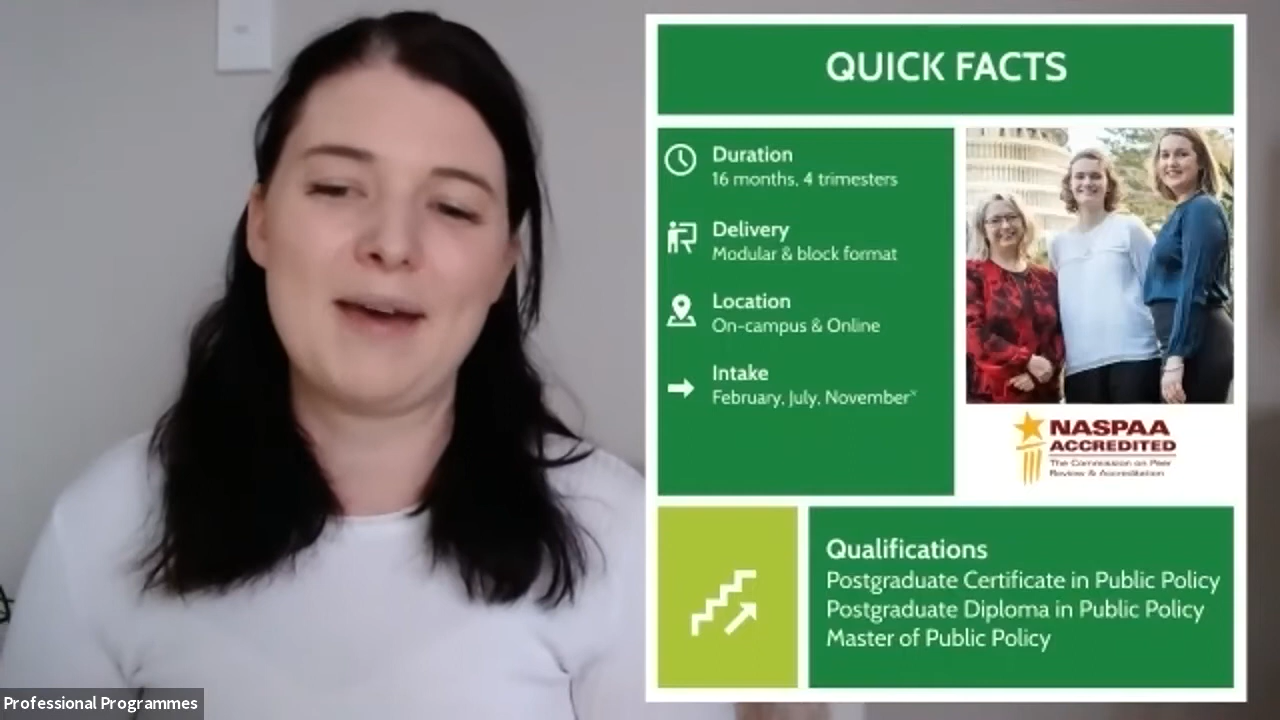 QUICK FACTS
Duration
16 months, 4 trimesters
Delivery
Modular & block format
Location
On-campus & Online
Intake
February, July, November*
NASPAA
ACCREDITED
The Commission on Peer
Review & Accreditation
Qualifications
Postgraduate Certificate in Public Policy
Postgraduate Diploma in Public Policy
Master of Public Policy
Professional Programmes